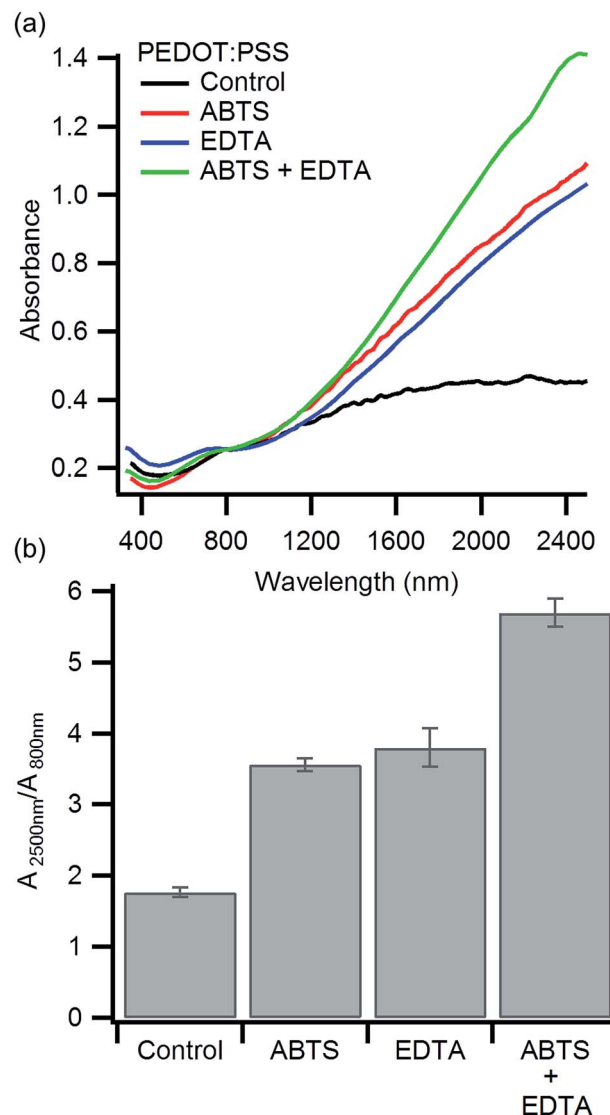 (a)
PEDOT:PSS
Control
ABTS
EDTA
ABTS + EDTA
Absorbance
1.4
1.2
1.0
0.8
0.6
0.4
0.2
400 800 1200 1600 2000 2400
Wavelength (nm)
(b)
A 2500nm/A 800nm
6
5
4
3
2
1
0
Control ABTS EDTA ABTS
+
EDTA